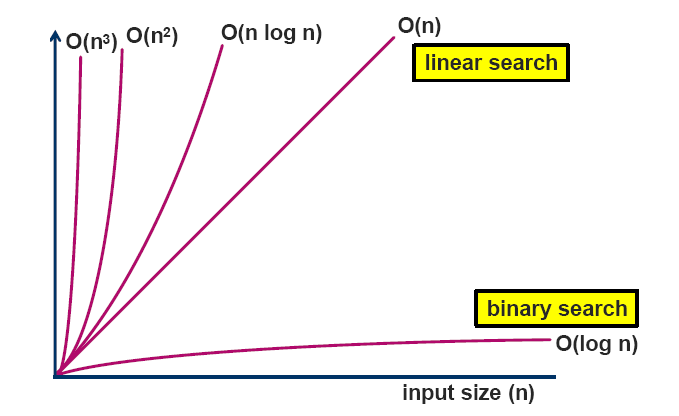 O(n³)
O(n²)
O(n log n)
O(n)
linear search
binary search
O(log n)
input size (n)